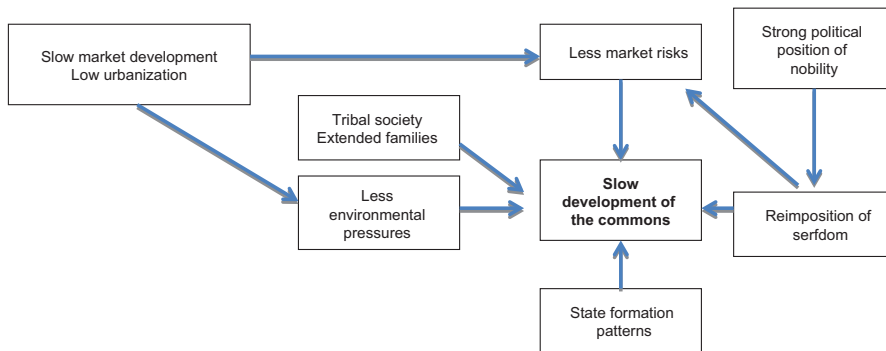 Slow market development
Low urbanization
Less market risks
Strong political
position of
nobility
Tribal society
Extended families
Less
environmental
pressures
Slow
development of
the commons
Reimposition of
serfdom
State formation
patterns